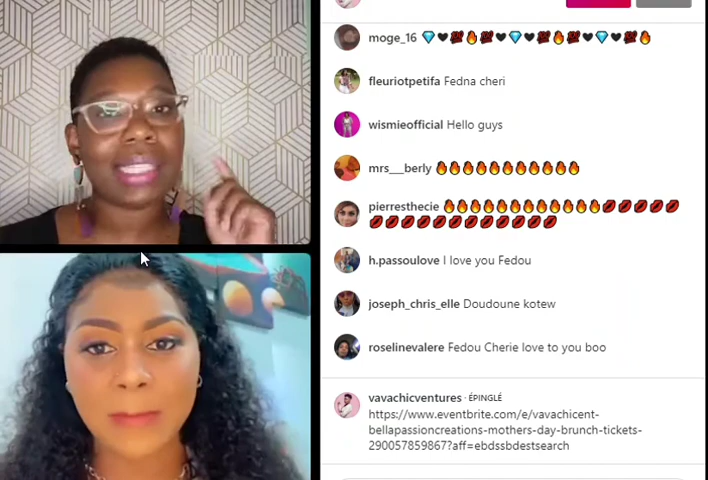 moge_16 💎🖤💯🔥💯🖤💎🖤💯🔥💯🖤💎🖤💯🔥
fleuriotpetifa Fedna cheri
wismieofficial Hello guys
mrs___berly 🔥🔥🔥🔥🔥🔥🔥🔥🔥🔥🔥
pierresthecie 🔥🔥🔥🔥🔥🔥🔥🔥🔥🔥🔥🔥💋💋💋💋💋
💋💋💋💋💋💋💋💋💋💋💋💋
h.passoulove I love you Fedou
joseph_chris_elle Doudoune kotew
roselinevalere Fedou Cherie love to you boo
vavachicventures · ÉPINGLÉ
https://www.eventbrite.com/e/vavachicent-
bellapassioncreations-mothers-day-brunch-tickets-
290057859867?aff=ebdssbdestsearch